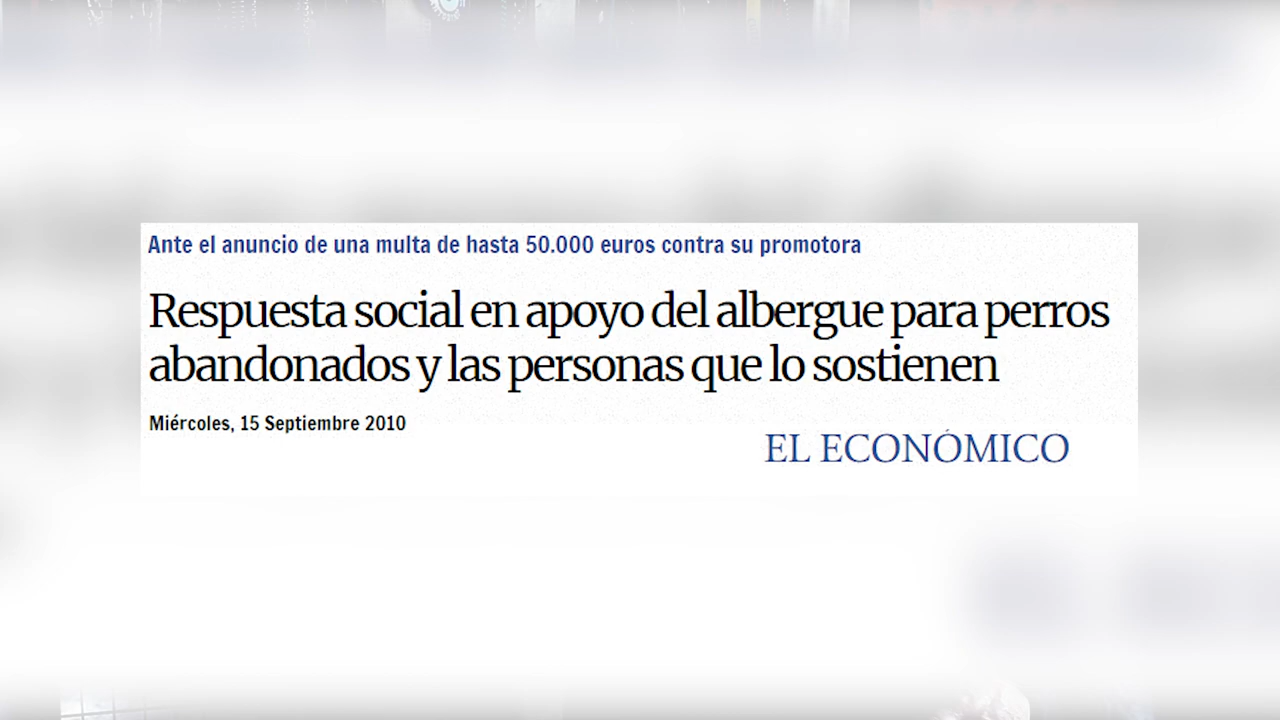 Ante el anuncio de una multa de hasta 50.000 euros contra su promotora
Respuesta social en apoyo del albergue para perros
abandonados y las personas que lo sostienen
Miércoles, 15 Septiembre 2010
EL ECONÓMICO